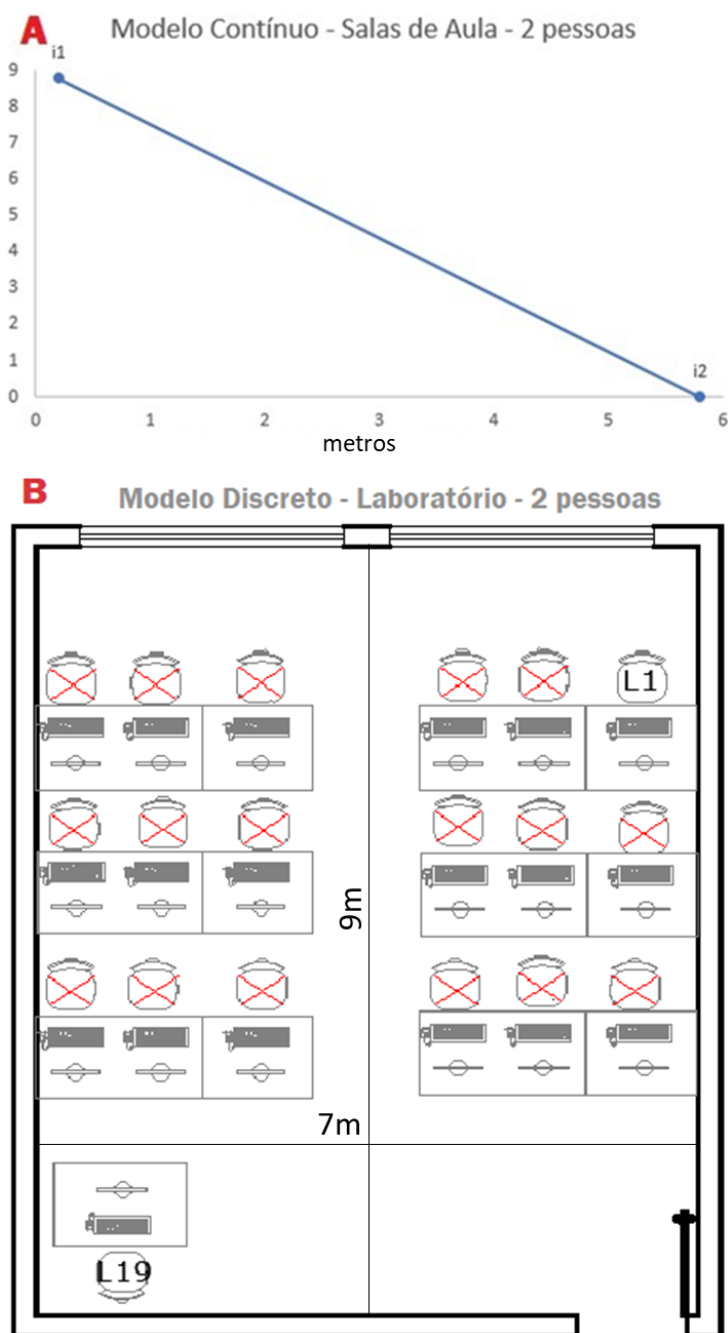 A Modelo Contínuo - Salas de Aula - 2 pessoas
i1
9
8
7
6
5
4
3
2
1
0
i2
0 1 2 3 4 5 6
metros
B Modelo Discreto - Laboratório - 2 pessoas
L1
9m
7m
L19